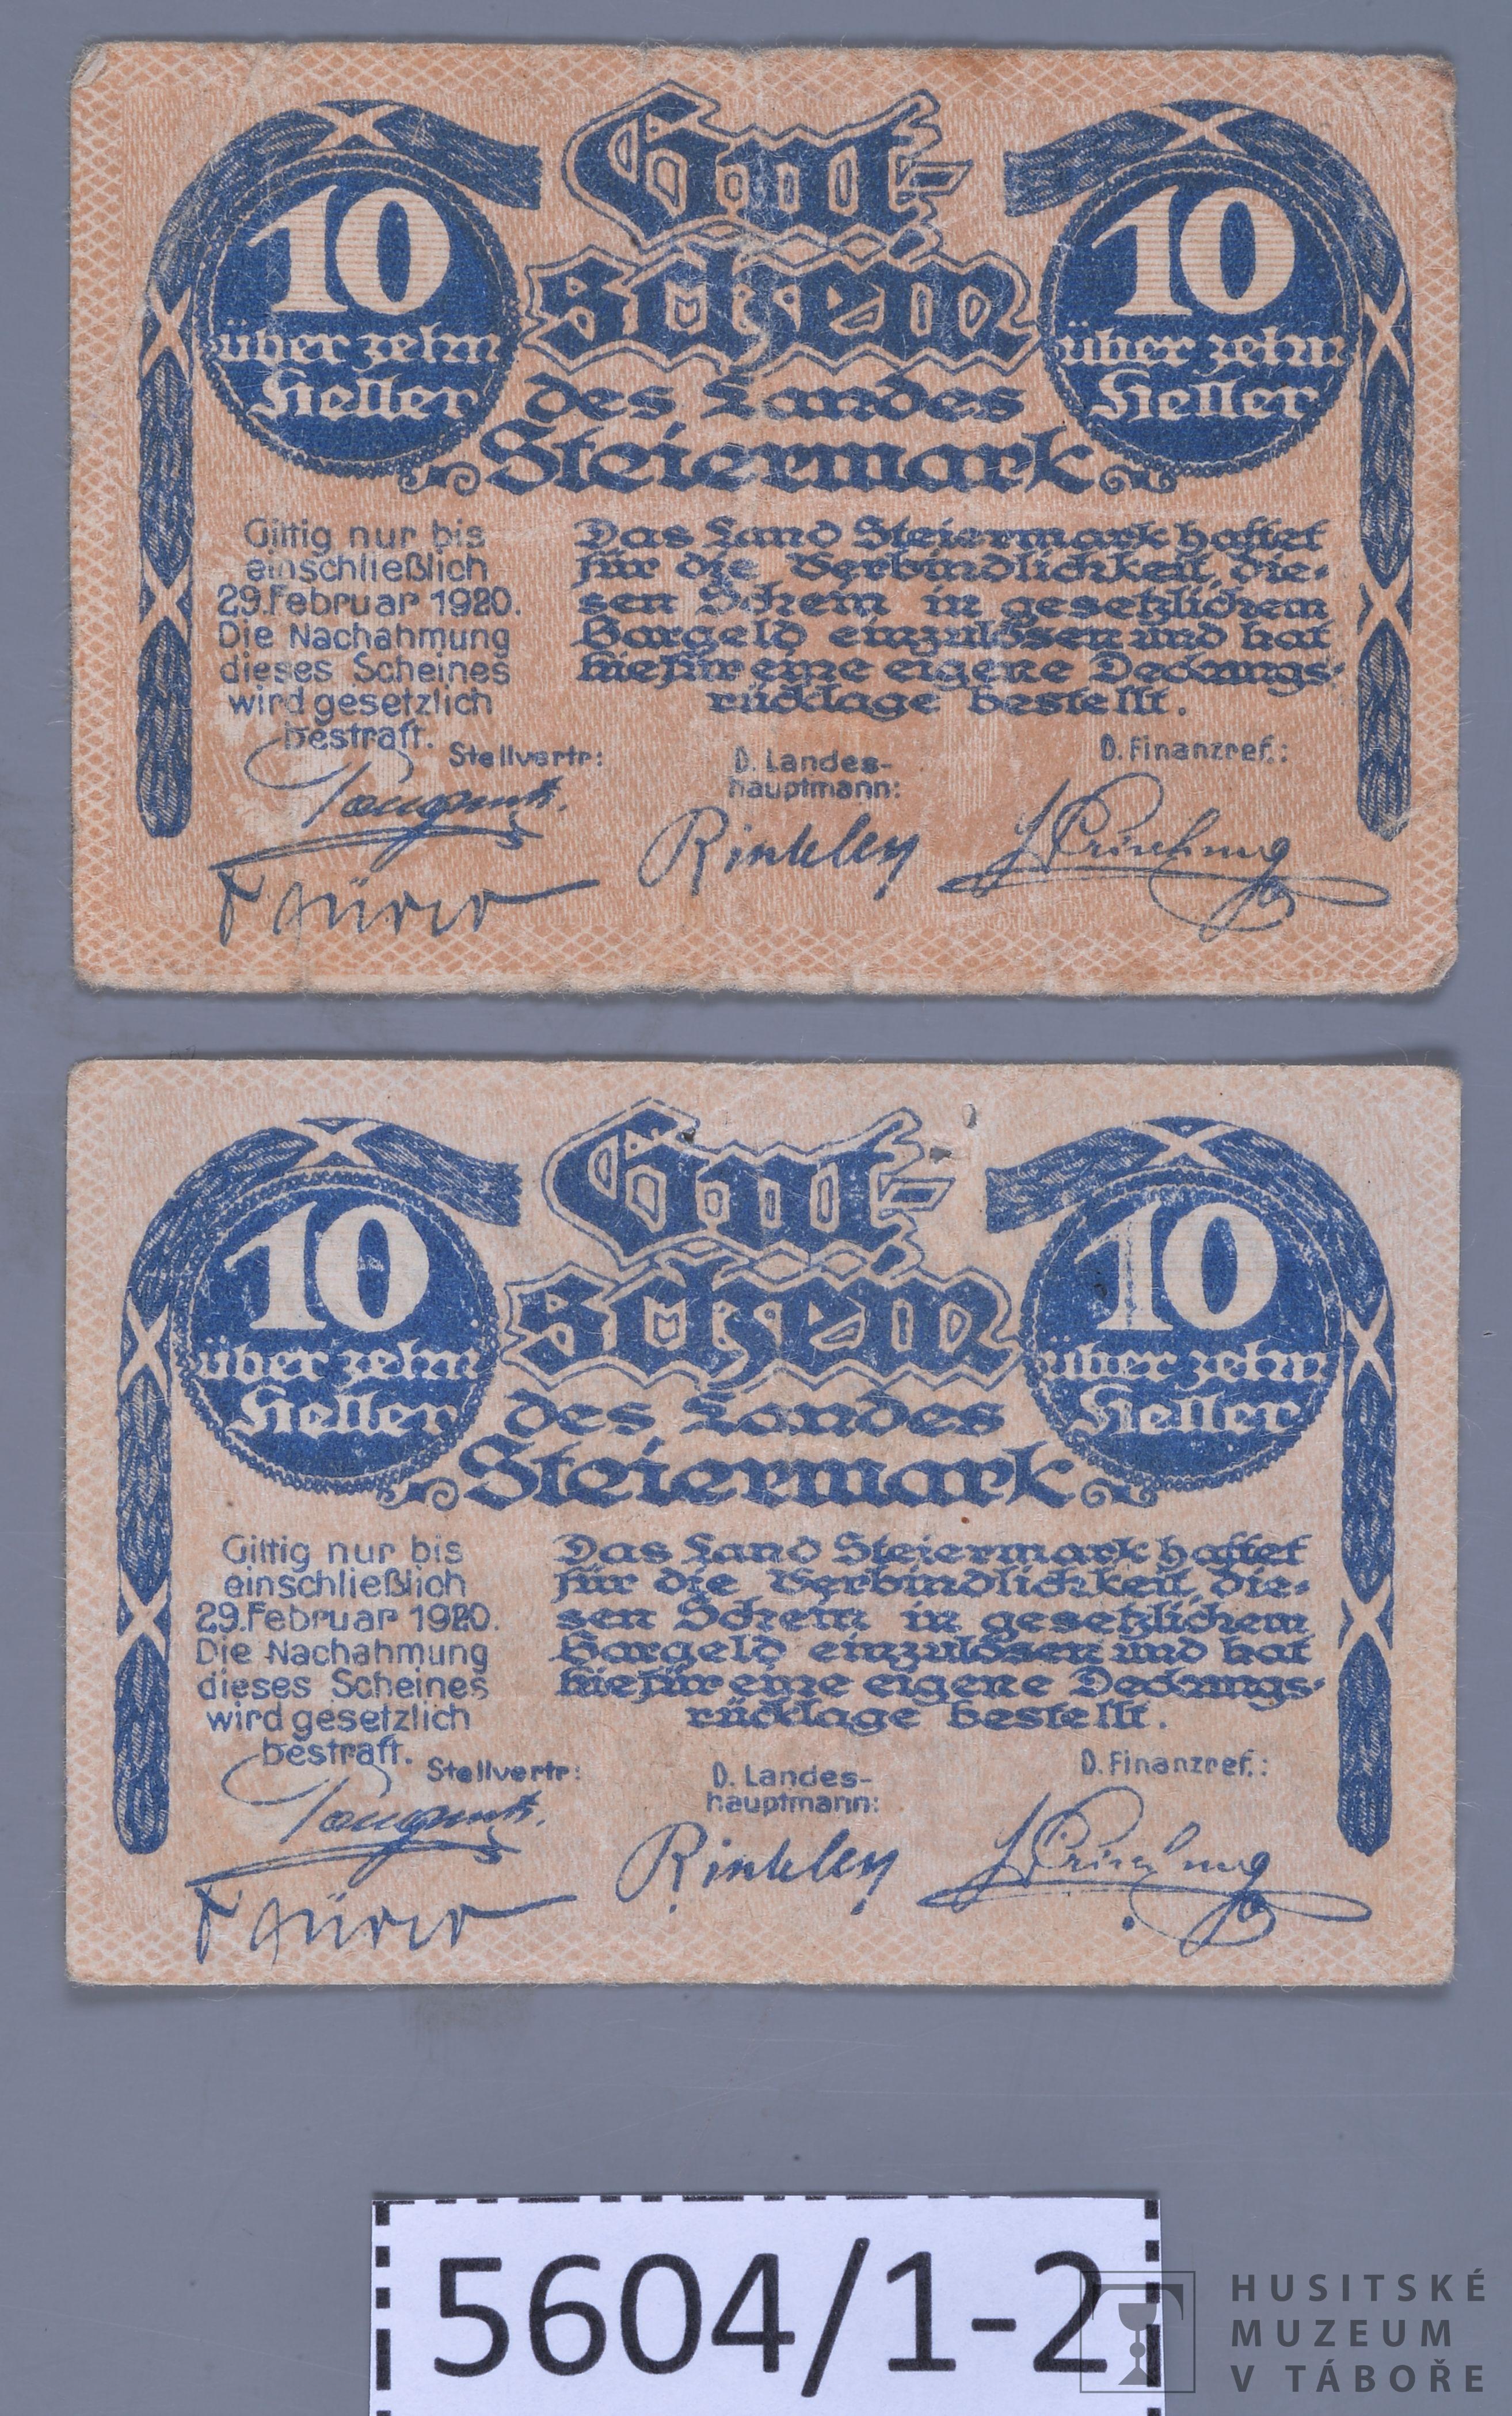 Gut-
schein
des Landes
Steiermark
10
über zehn
Heller
10
über zehn
Heller
Giltig nur bis
einschließlich
29. Februar 1920.
Die Nachahmung
dieses Scheines
wird gesetzlich
bestraft.
Das Land Steiermark haftet
für die Verbindlichkeit, die-
sen Schein in gesetzlichem
Bargeld einzulösen und hat
hiefür eine eigene Deckungs-
rücklage bestellt.
Stellvertr:
D. Landes-
hauptmann:
D. Finanzref.:
Rintelen
Gut-
schein
des Landes
Steiermark
10
über zehn
Heller
10
über zehn
Heller
Giltig nur bis
einschließlich
29. Februar 1920.
Die Nachahmung
dieses Scheines
wird gesetzlich
bestraft.
Das Land Steiermark haftet
für die Verbindlichkeit, die-
sen Schein in gesetzlichem
Bargeld einzulösen und hat
hiefür eine eigene Deckungs-
rücklage bestellt.
Stellvertr:
D. Landes-
hauptmann:
D. Finanzref.:
Rintelen
5604/1-2
HUSITSKÉ
MUZEUM
V TÁBOŘE